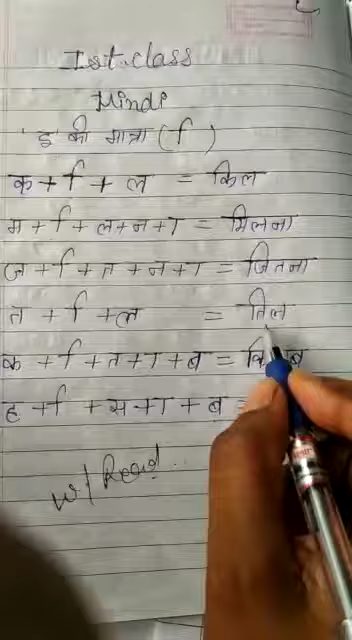 Ist class
Hindi
'इ' की मात्रा (ि)
क + ि + ल = किल
म + ि + ल + न + ा = मिलना
ज + ि + त + न + ा = जितना
त + ि + ल = तिल
क + ि + त + ा + ब =
ह + ि + स + ा + ब =
W/Read